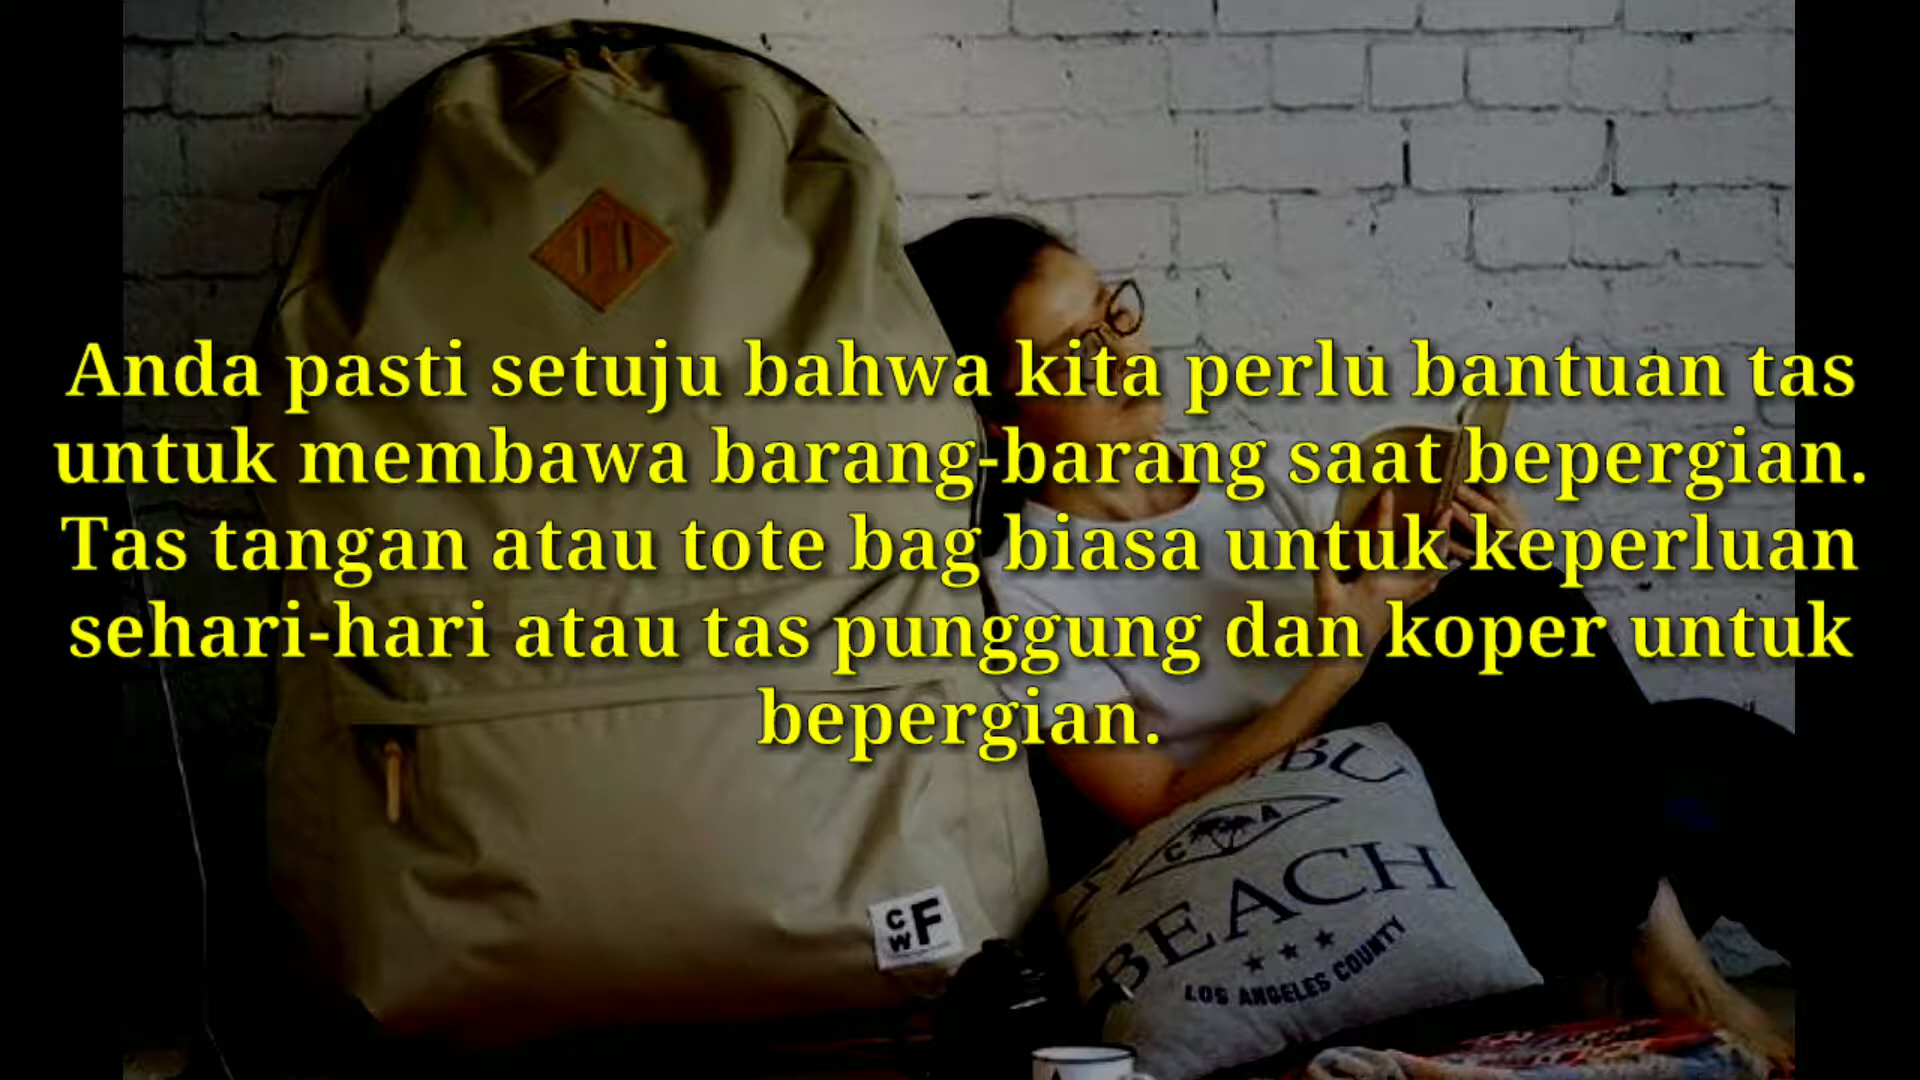 Anda pasti setuju bahwa kita perlu bantuan tas
untuk membawa barang-barang saat bepergian.
Tas tangan atau tote bag biasa untuk keperluan
sehari-hari atau tas punggung dan koper untuk
bepergian.
CWF
CA
BEACH
LOS ANGELES COUNTY